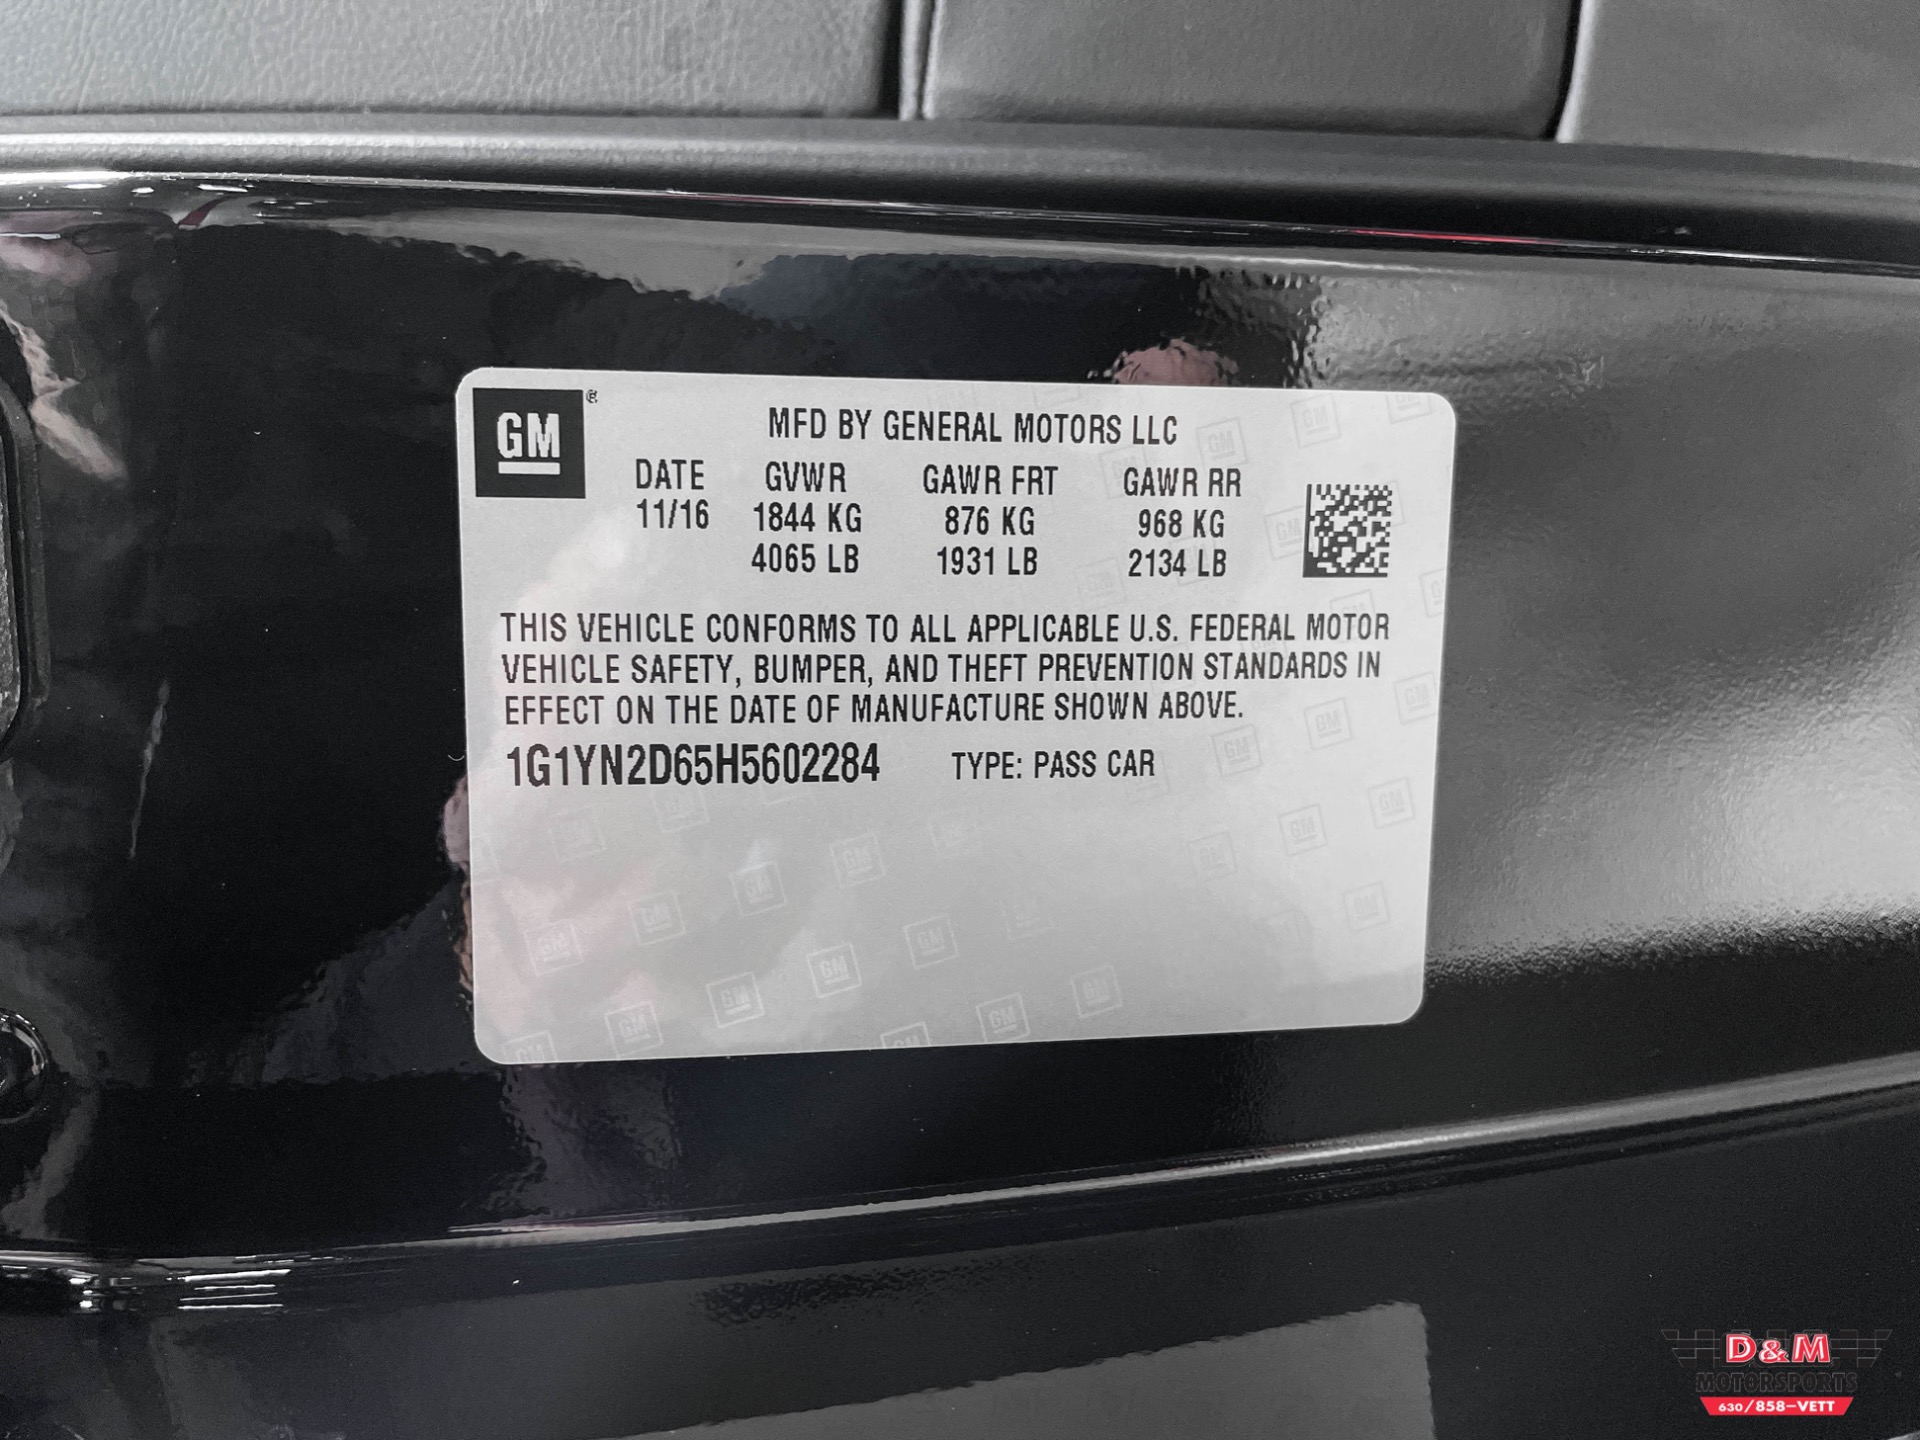 GM ®
MFD BY GENERAL MOTORS LLC
DATE GVWR GAWR FRT GAWR RR
11/16 1844 KG 876 KG 968 KG
4065 LB 1931 LB 2134 LB
THIS VEHICLE CONFORMS TO ALL APPLICABLE U.S. FEDERAL MOTOR
VEHICLE SAFETY, BUMPER, AND THEFT PREVENTION STANDARDS IN
EFFECT ON THE DATE OF MANUFACTURE SHOWN ABOVE.
1G1YN2D65H5602284 TYPE: PASS CAR
D&M
MOTORSPORTS
630/858-VETT